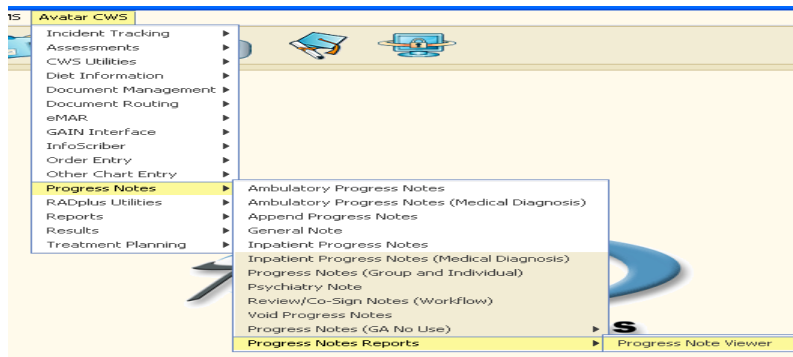 MS Avatar CWS
Incident Tracking
Assessments
CWS Utilities
Diet Information
Document Management
Document Routing
eMAR
GAIN Interface
InfoScriber
Order Entry
Other Chart Entry
Progress Notes
RADplus Utilities
Reports
Results
Treatment Planning
Ambulatory Progress Notes
Ambulatory Progress Notes (Medical Diagnosis)
Append Progress Notes
General Note
Inpatient Progress Notes
Inpatient Progress Notes (Medical Diagnosis)
Progress Notes (Group and Individual)
Psychiatry Note
Review/Co-Sign Notes (Workflow)
Void Progress Notes
Progress Notes (GA No Use)
Progress Notes Reports
Progress Note Viewer
s